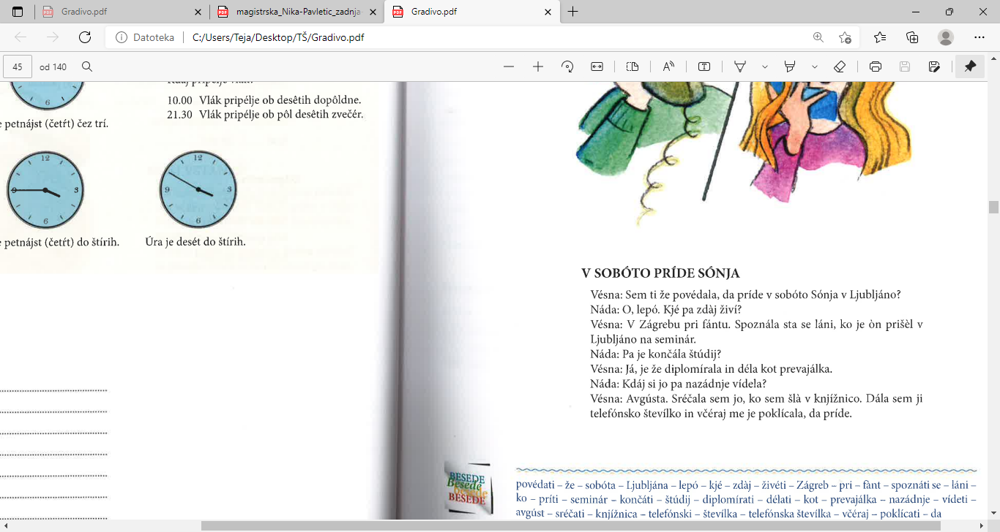 Gradivo.pdf
magistrska_Nika-Pavletic_zadnja-
Gradivo.pdf
Datoteka
C:/Users/Teja/Desktop/TŠ/Gradivo.pdf
45
od 140
6
10.00 Vlák pripélje ob desêtih dopôldne.
21.30 Vlák pripélje ob pôl desêtih zvečér.
e petnájst (četŕt) čez trí.
12
9
3
6
12
9
3
6
e petnájst (četŕt) do štírih.
Úra je desét do štírih.
V SOBÓTO PRÍDE SÓNJA
Vésna: Sem ti že povédala, da príde v sobóto Sónja v Ljubljáno?
Náda: O, lepó. Kjé pa zdàj živí?
Vésna: V Zágrebu pri fántu. Spoznála sta se láni, ko je òn prišèl v
Ljubljáno na seminár.
Náda: Pa je končála štúdij?
Vésna: Já, je že diplomírala in déla kot prevajálka.
Náda: Kdáj si jo pa nazádnje vídela?
Vésna: Avgústa. Sréčala sem jo, ko sem šlà v knjížnico. Dála sem ji
telefónsko števílko in včéraj me je poklícala, da príde.
BESEDE
Besede
besede
BESEDE
povédati – že – sobóta – Ljubljána – lepó – kjé – zdàj – živéti – Zágreb – pri – fànt – spoznáti se – láni –
ko – príti – seminár – končáti – štúdij – diplomírati – délati – kot – prevajálka – nazádnje – vídeti –
avgúst – sréčati – knjížnica – telefónski – števílka – telefónska števílka – včéraj – poklícati – da